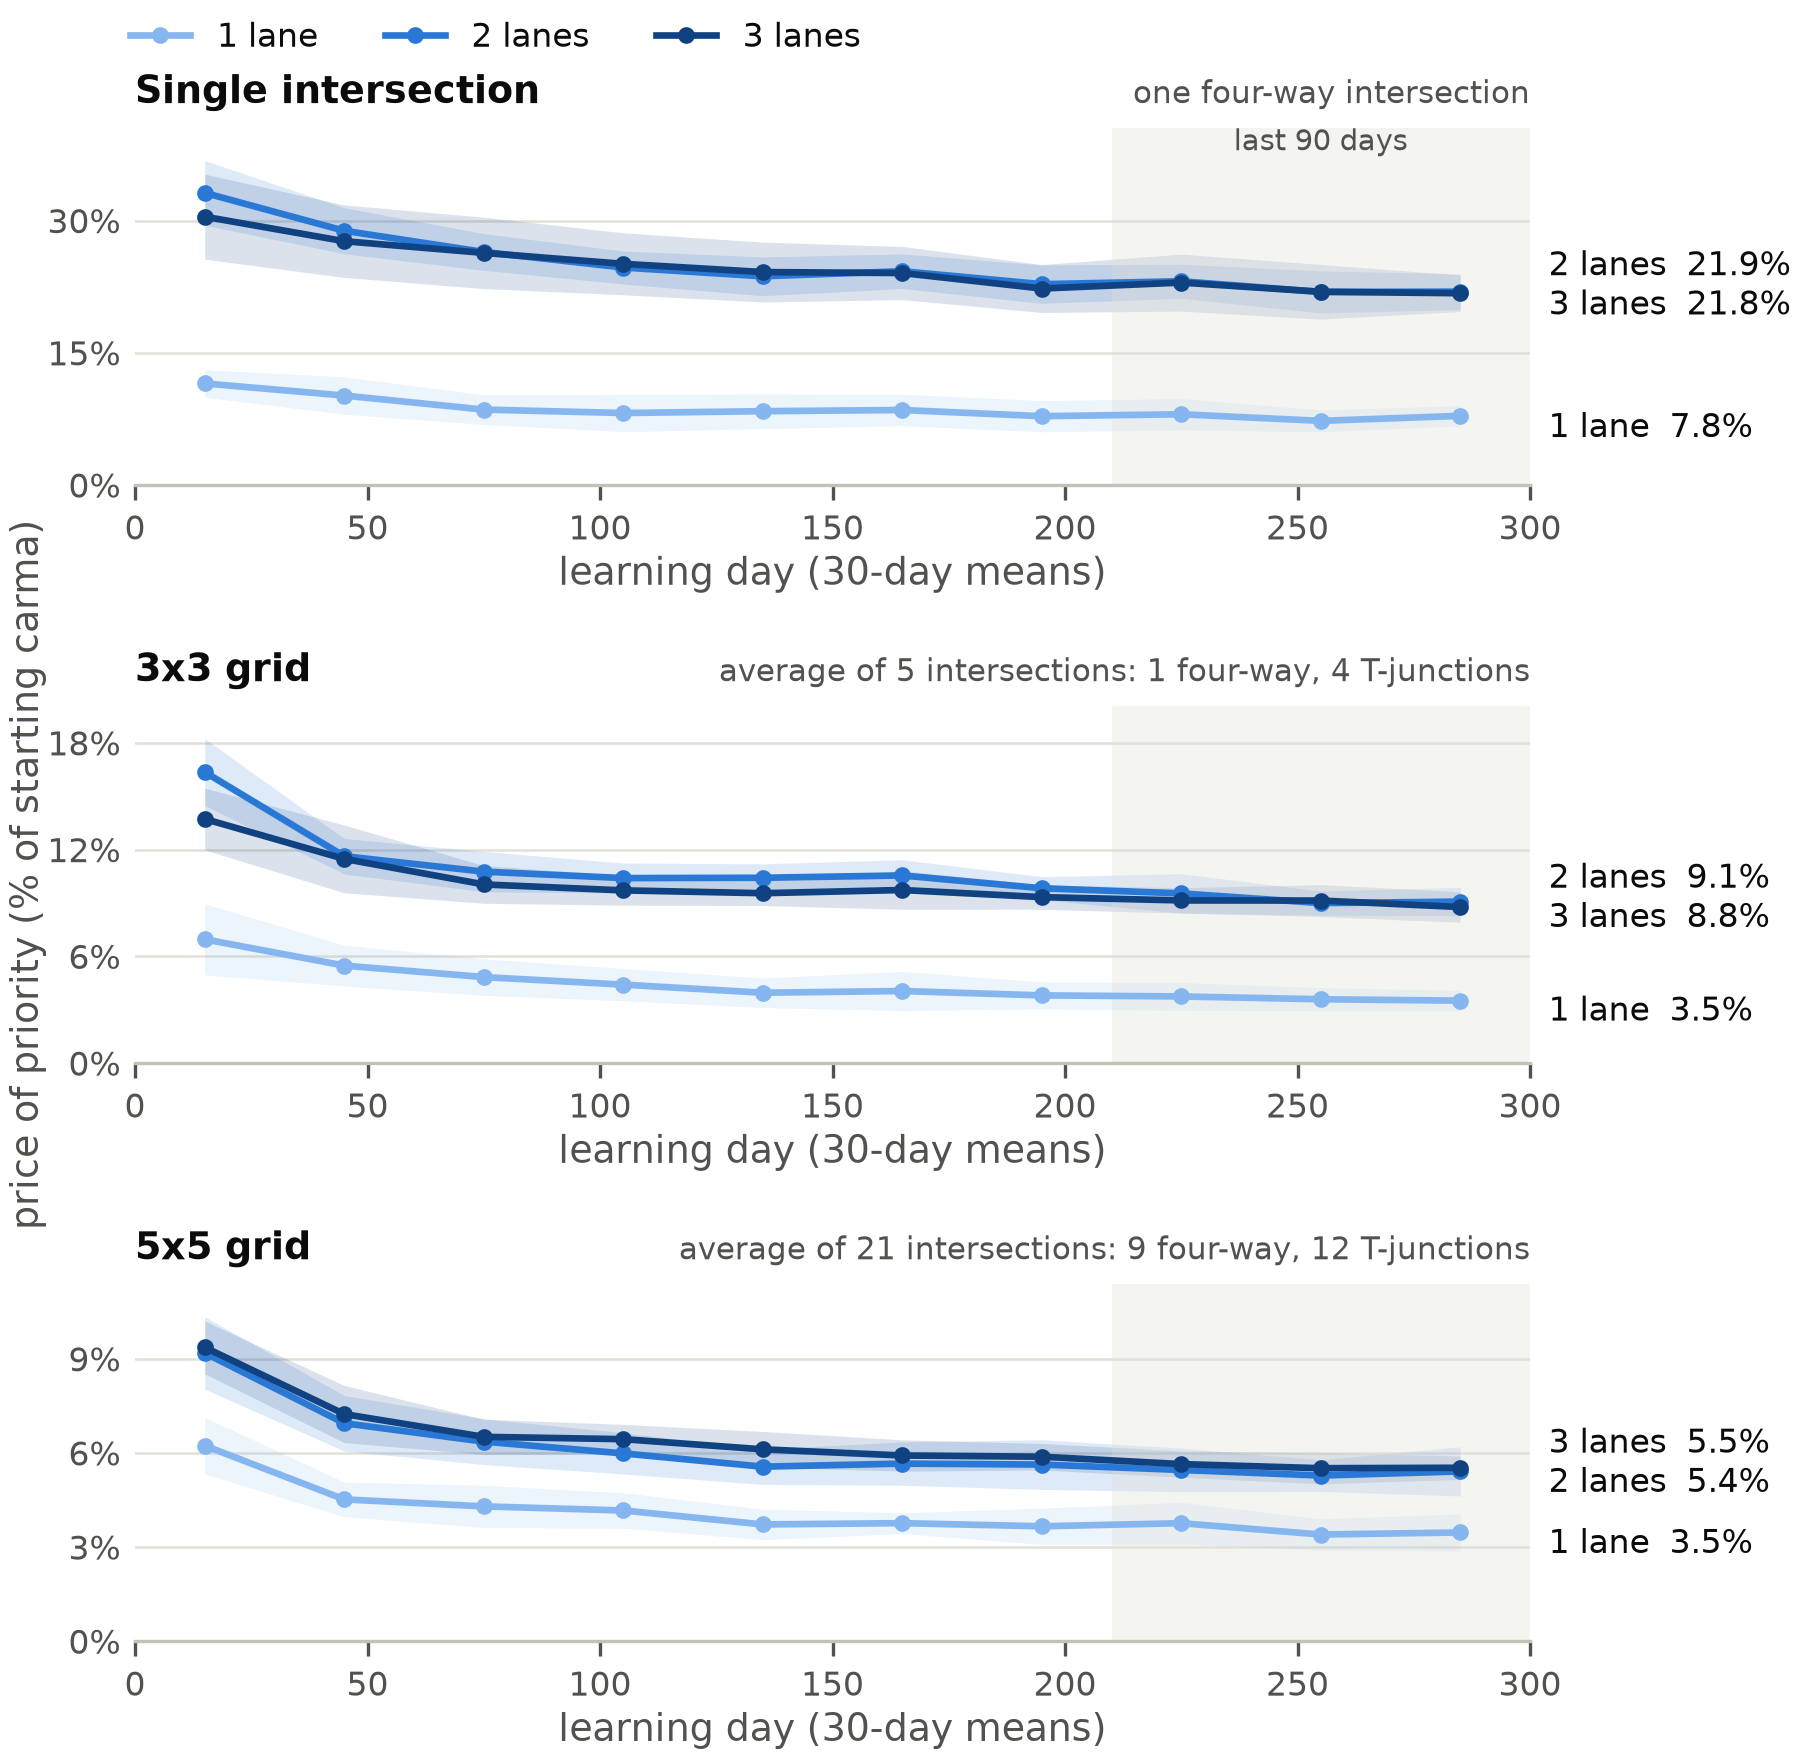 1 lane 2 lanes 3 lanes
Single intersection one four-way intersection
last 90 days
30%
15%
0%
2 lanes 21.9%
3 lanes 21.8%
1 lane 7.8%
0 50 100 150 200 250 300
learning day (30-day means)
price of priority (% of starting carma)
3x3 grid average of 5 intersections: 1 four-way, 4 T-junctions
18%
12%
6%
0%
2 lanes 9.1%
3 lanes 8.8%
1 lane 3.5%
0 50 100 150 200 250 300
learning day (30-day means)
5x5 grid average of 21 intersections: 9 four-way, 12 T-junctions
9%
6%
3%
0%
3 lanes 5.5%
2 lanes 5.4%
1 lane 3.5%
0 50 100 150 200 250 300
learning day (30-day means)